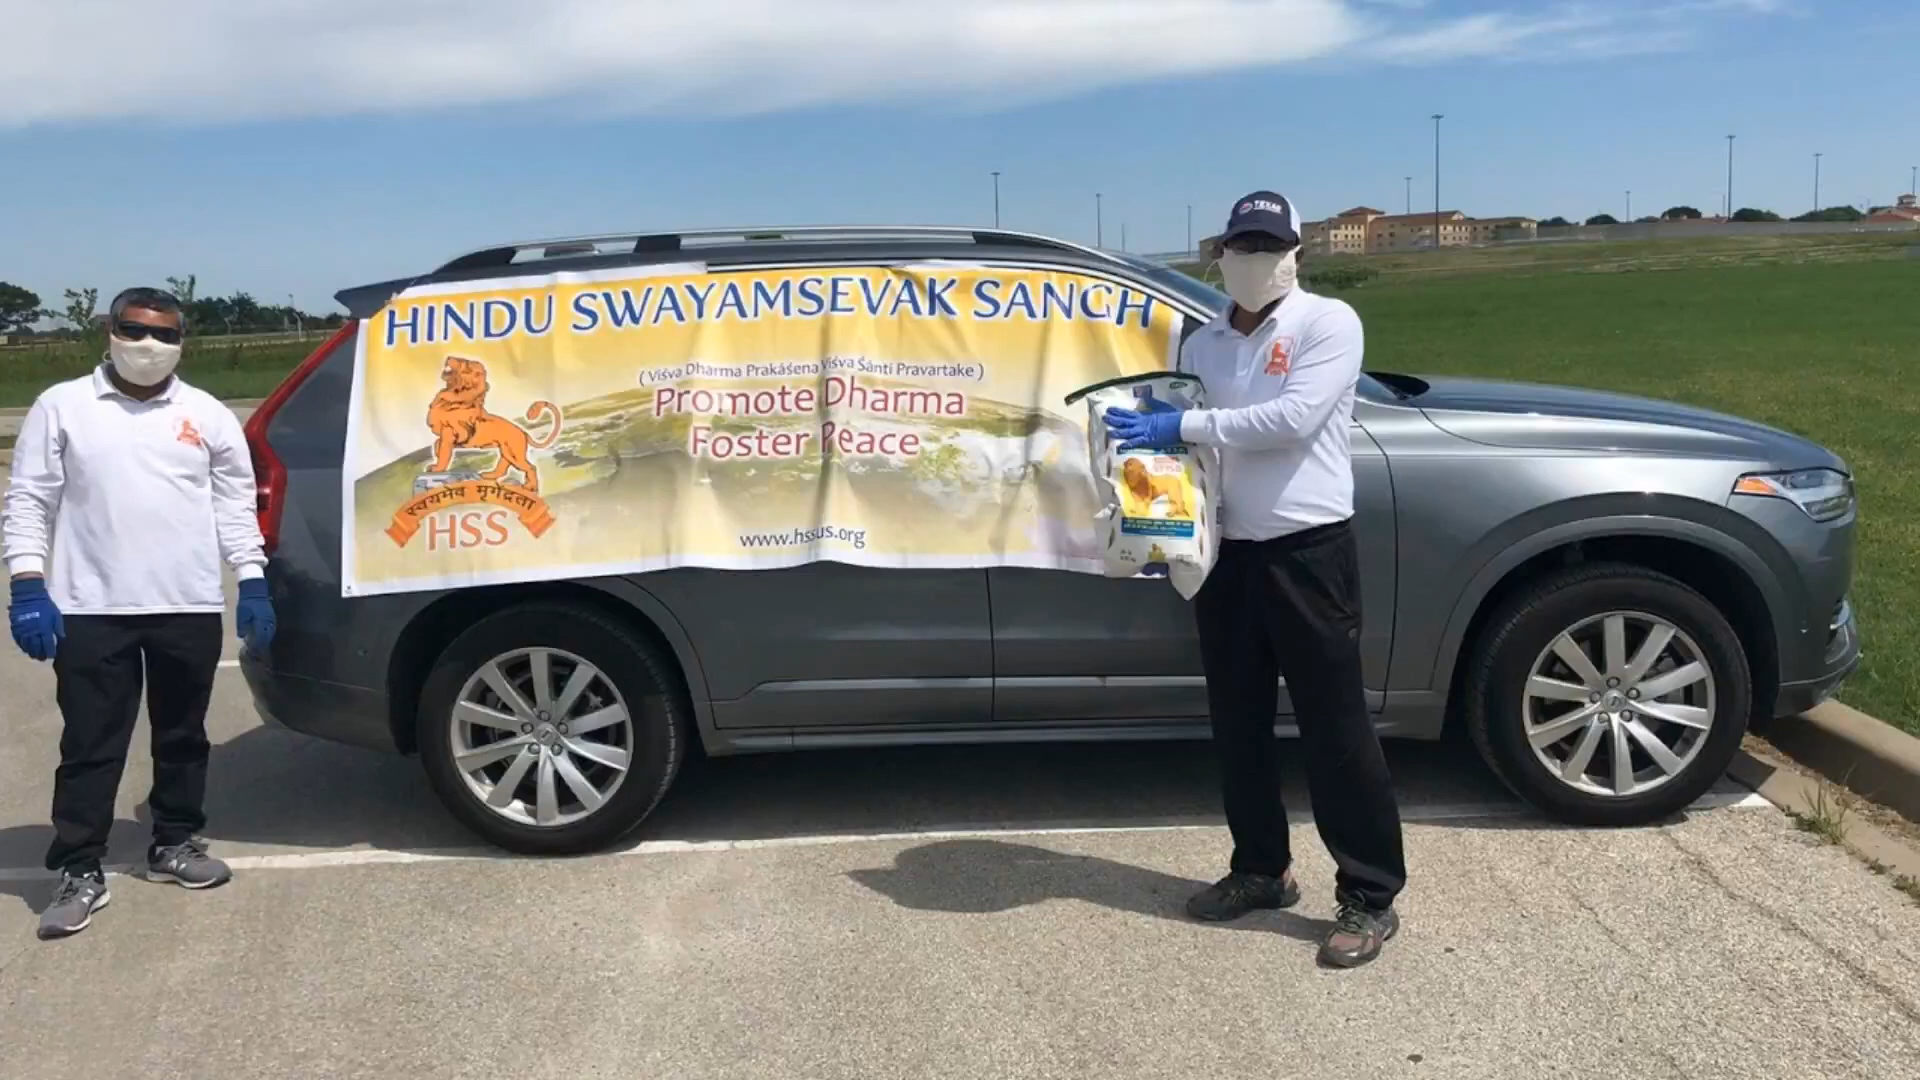 HINDU SWAYAMSEVAK SANGH
( Viśva Dharma Prakāśena Viśva Śānti Pravartake )
Promote Dharma
Foster Peace
स्वयमेव मृगेंद्रता
HSS
www.hssus.org
TEXAS